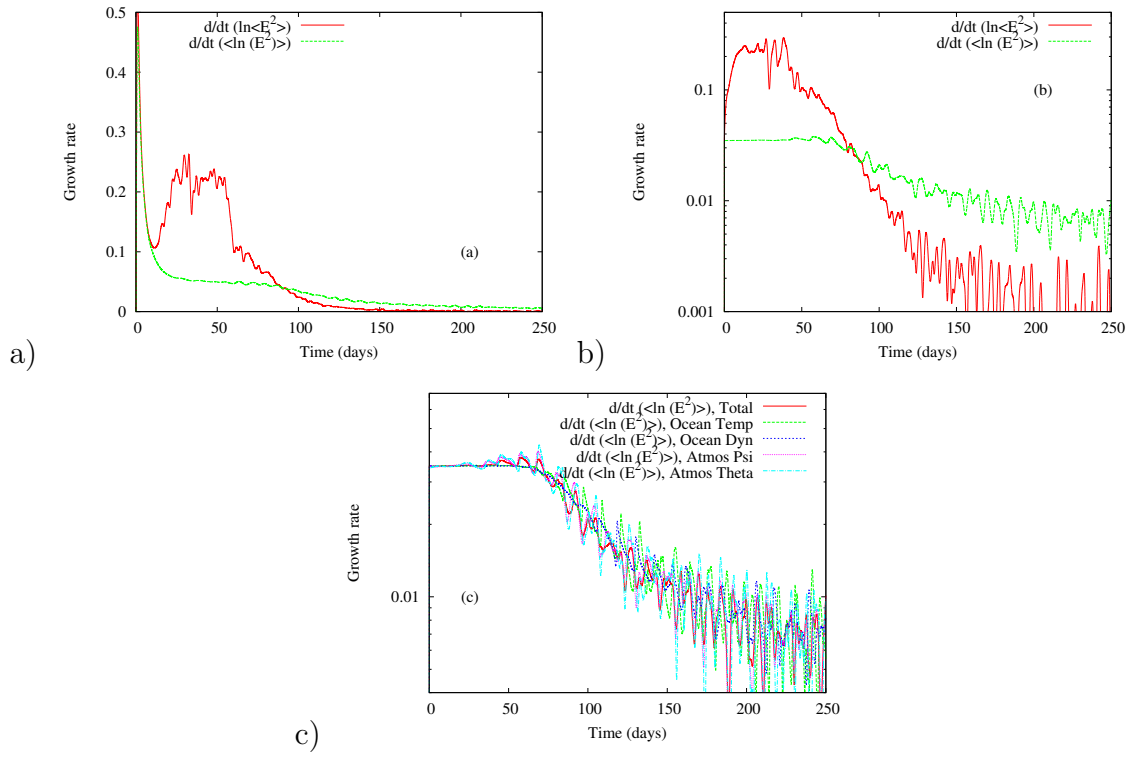 d/dt (ln<E²>)
d/dt (<ln (E²)>)
Growth rate
0.5
0.4
0.3
0.2
0.1
0
(a)
0 50 100 150 200 250
Time (days)
a)
d/dt (ln<E²>)
d/dt (<ln (E²)>)
Growth rate
0.1
0.01
0.001
(b)
0 50 100 150 200 250
Time (days)
b)
d/dt (<ln (E²)>), Total
d/dt (<ln (E²)>), Ocean Temp
d/dt (<ln (E²)>), Ocean Dyn
d/dt (<ln (E²)>), Atmos Psi
d/dt (<ln (E²)>), Atmos Theta
Growth rate
0.01
(c)
0 50 100 150 200 250
Time (days)
c)